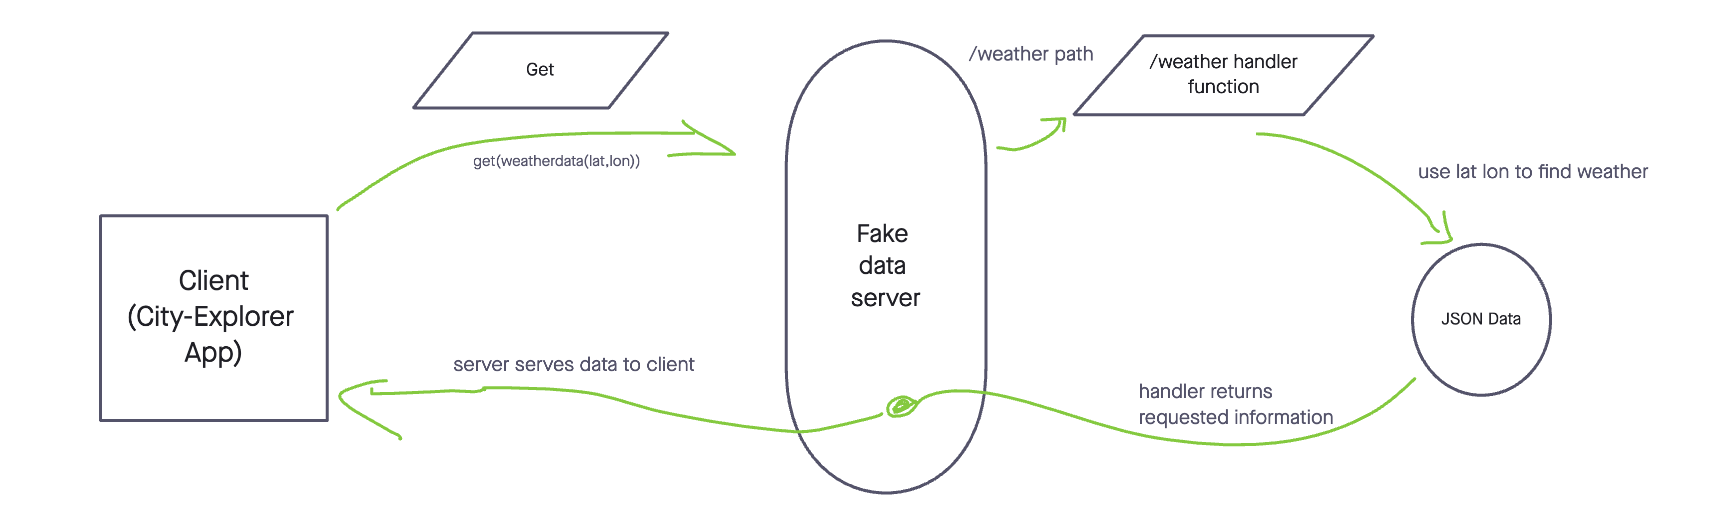 Get
/weather path
/weather handler
function
get(weatherdata(lat,lon))
use lat lon to find weather
Fake
data
server
Client
(City-Explorer
App)
JSON Data
server serves data to client
handler returns
requested information